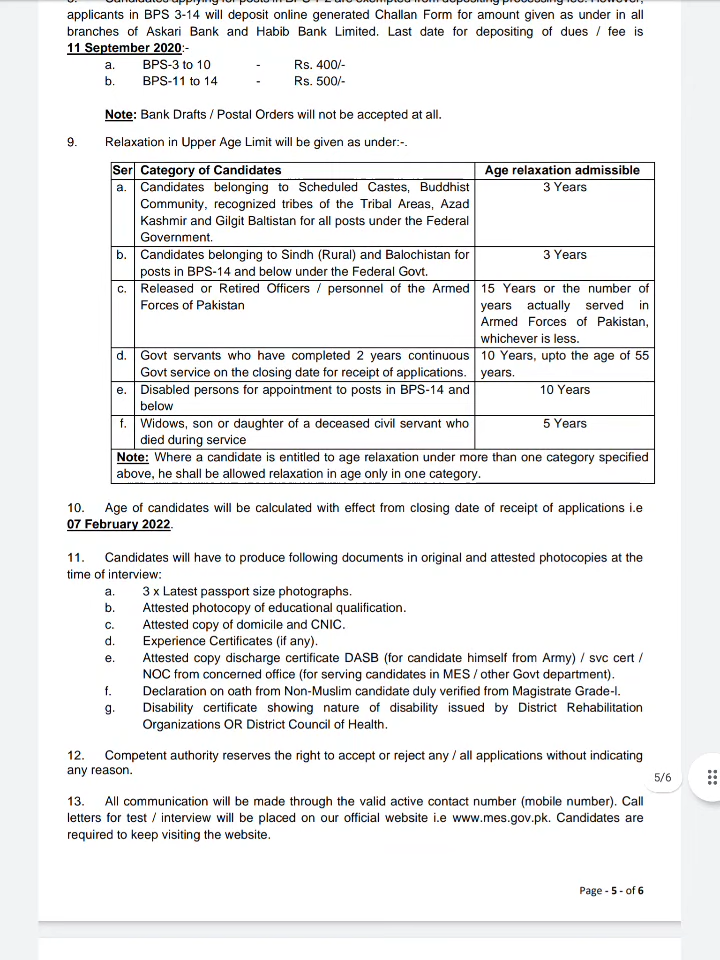 applicants in BPS 3-14 will deposit online generated Challan Form for amount given as under in all
branches of Askari Bank and Habib Bank Limited. Last date for depositing of dues / fee is
11 September 2020:-
a. BPS-3 to 10 - Rs. 400/-
b. BPS-11 to 14 - Rs. 500/-
Note: Bank Drafts / Postal Orders will not be accepted at all.
9. Relaxation in Upper Age Limit will be given as under:-.
Ser Category of Candidates Age relaxation admissible
a. Candidates belonging to Scheduled Castes, Buddhist 3 Years
Community, recognized tribes of the Tribal Areas, Azad
Kashmir and Gilgit Baltistan for all posts under the Federal
Government.
b. Candidates belonging to Sindh (Rural) and Balochistan for 3 Years
posts in BPS-14 and below under the Federal Govt.
c. Released or Retired Officers / personnel of the Armed 15 Years or the number of
Forces of Pakistan years actually served in
Armed Forces of Pakistan,
whichever is less.
d. Govt servants who have completed 2 years continuous 10 Years, upto the age of 55
Govt service on the closing date for receipt of applications. years.
e. Disabled persons for appointment to posts in BPS-14 and 10 Years
below
f. Widows, son or daughter of a deceased civil servant who 5 Years
died during service
Note: Where a candidate is entitled to age relaxation under more than one category specified
above, he shall be allowed relaxation in age only in one category.
10. Age of candidates will be calculated with effect from closing date of receipt of applications i.e
07 February 2022.
11. Candidates will have to produce following documents in original and attested photocopies at the
time of interview:
a. 3 x Latest passport size photographs.
b. Attested photocopy of educational qualification.
c. Attested copy of domicile and CNIC.
d. Experience Certificates (if any).
e. Attested copy discharge certificate DASB (for candidate himself from Army) / svc cert /
NOC from concerned office (for serving candidates in MES / other Govt department).
f. Declaration on oath from Non-Muslim candidate duly verified from Magistrate Grade-I.
g. Disability certificate showing nature of disability issued by District Rehabilitation
Organizations OR District Council of Health.
12. Competent authority reserves the right to accept or reject any / all applications without indicating
any reason.
5/6
13. All communication will be made through the valid active contact number (mobile number). Call
letters for test / interview will be placed on our official website i.e www.mes.gov.pk. Candidates are
required to keep visiting the website.
Page - 5 - of 6